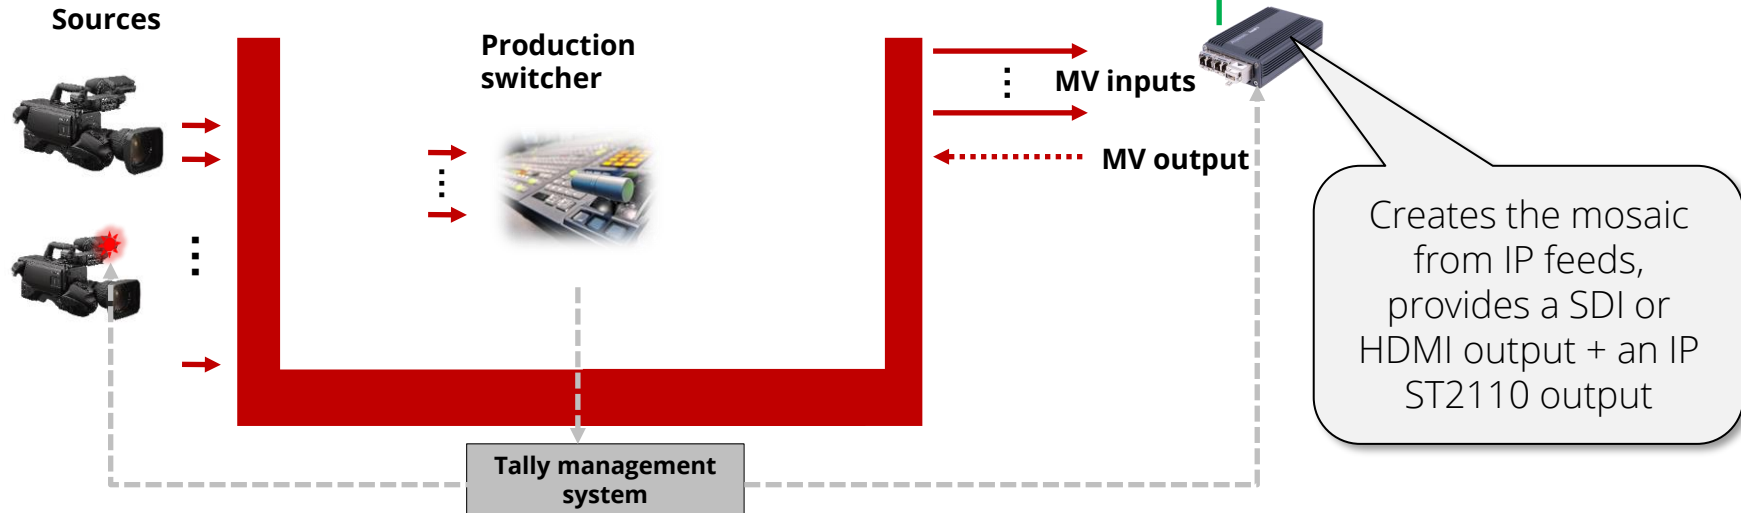 Sources
Production
switcher
MV inputs
MV output
Creates the mosaic
from IP feeds,
provides a SDI or
HDMI output + an IP
ST2110 output
Tally management
system